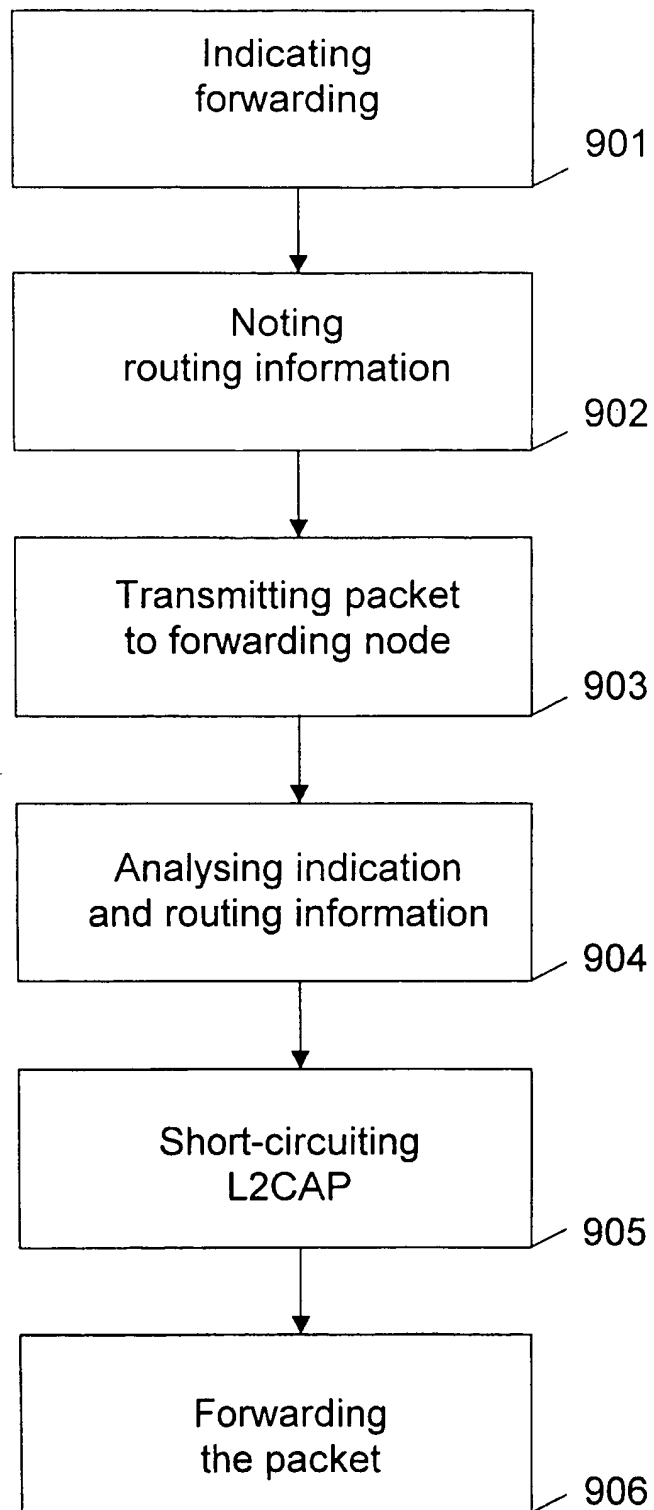 Indicating
forwarding
901
Noting
routing information
902
Transmitting packet
to forwarding node
903
Analysing indication
and routing information
904
Short-circuiting
L2CAP
905
Forwarding
the packet
906